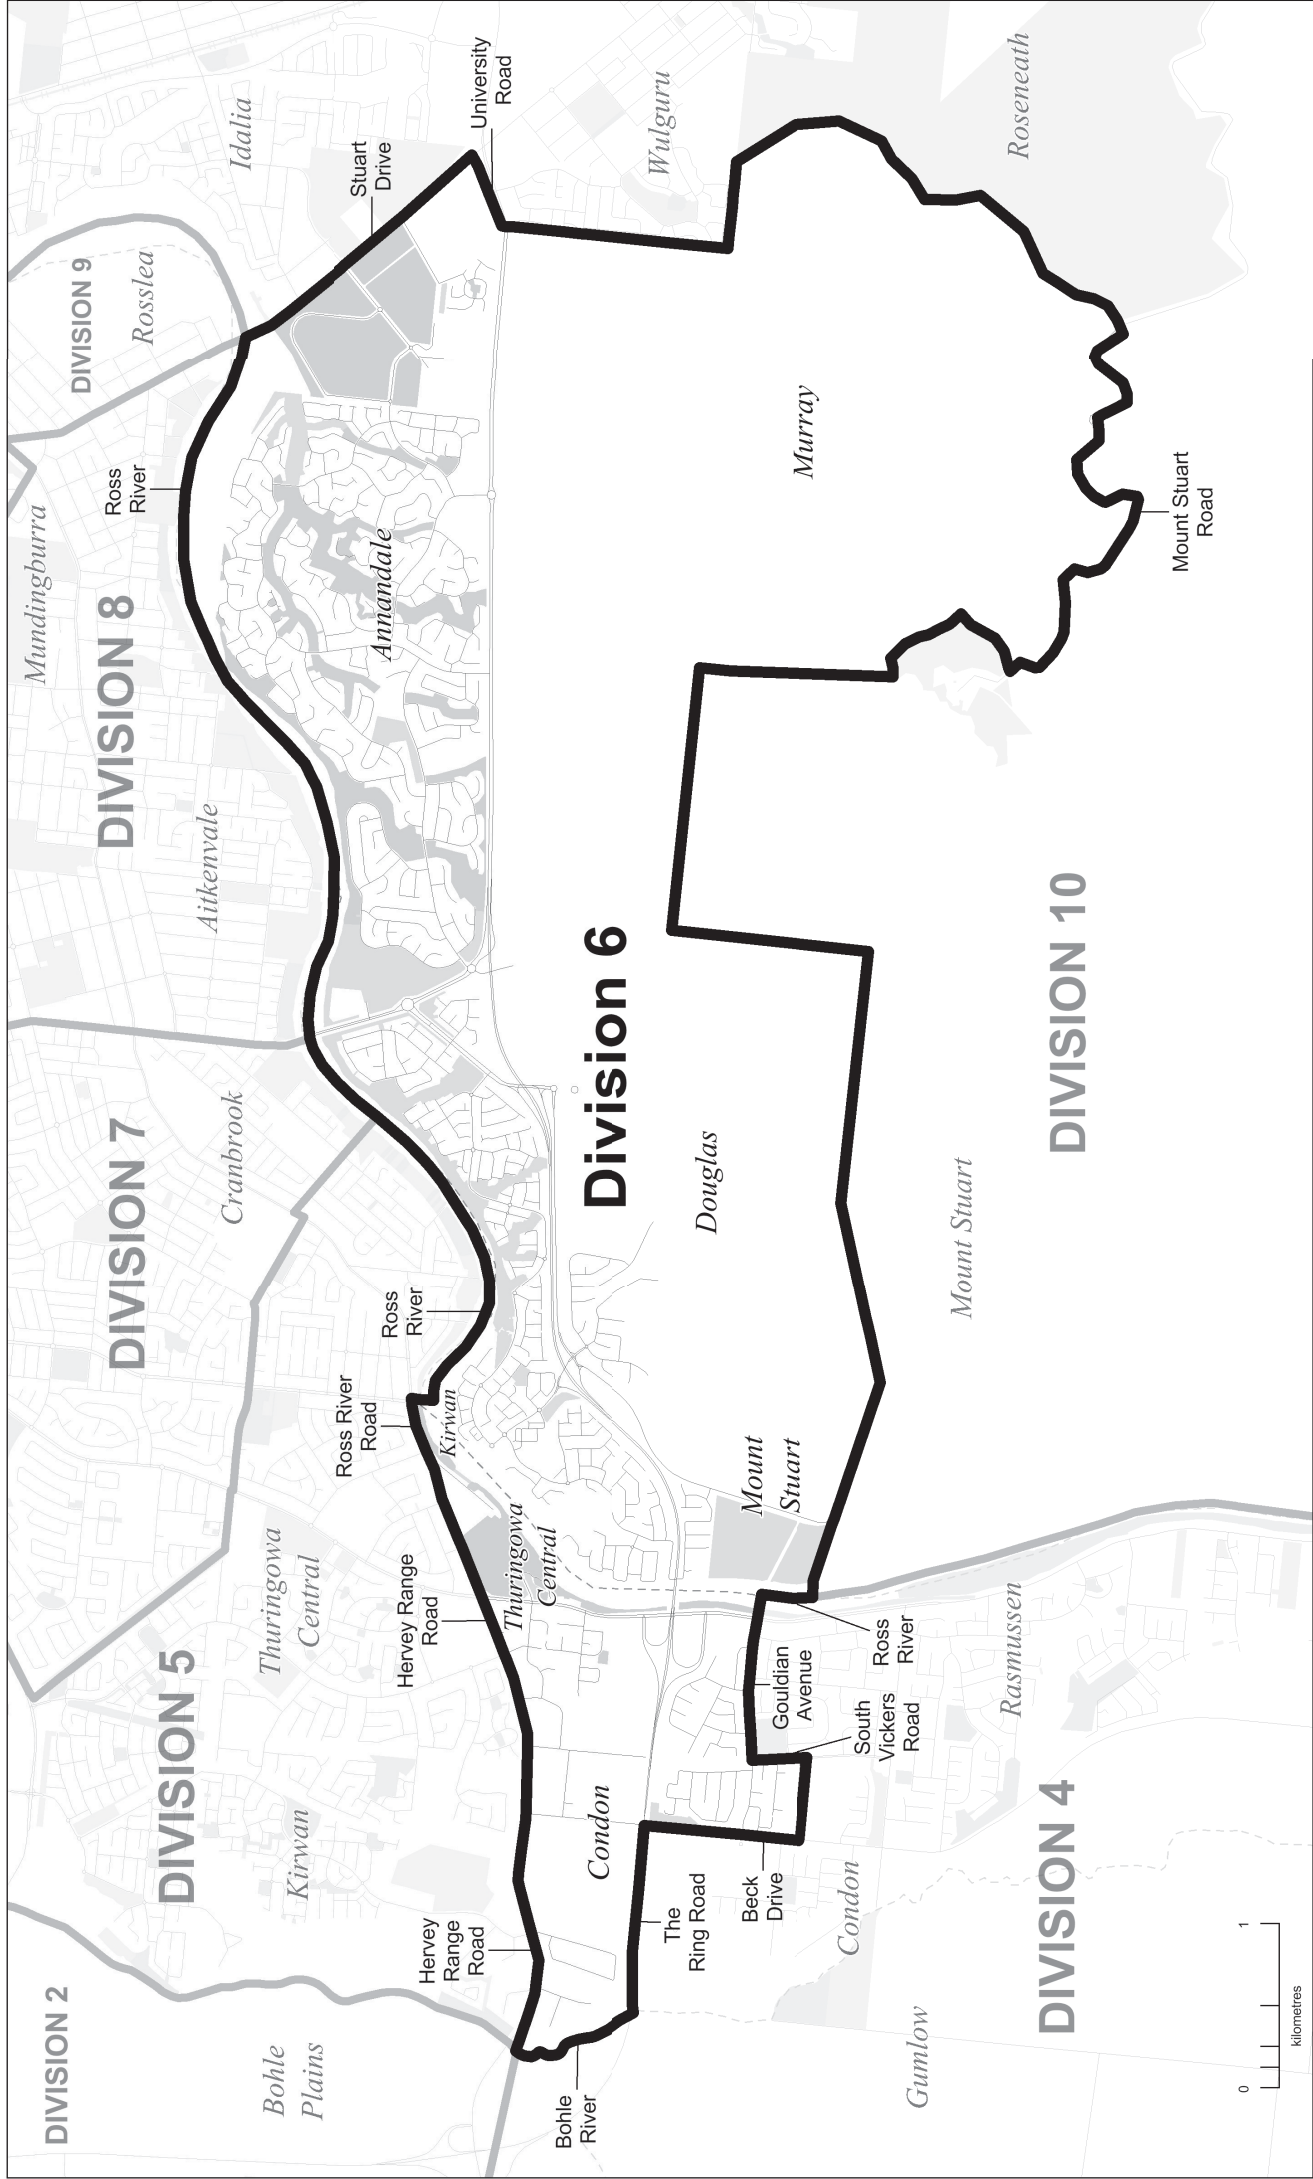 DIVISION 2
Mundingburra
DIVISION 9
DIVISION 8
DIVISION 7
Ross
River
Rosslea
DIVISION 5
Aitkenvale
Cranbrook
Idalia
Bohle
Plains
Thuringowa
Central
Kirwan
Ross River
Road
Stuart
Drive
Annandale
Ross
River
Hervey Range
Road
Hervey
Range
Road
Kirwan
University
Road
Thuringowa
Central
Bohle
River
Condon
Division 6
Wulguru
The
Ring Road
Douglas
Beck
Drive
Mount
Stuart
Gouldian
Avenue
Murray
Condon
South
Vickers
Road
Ross
River
Gumlow
Mount Stuart
Rasmussen
Roseneath
DIVISION 4
DIVISION 10
Mount Stuart
Road
0 1
kilometres